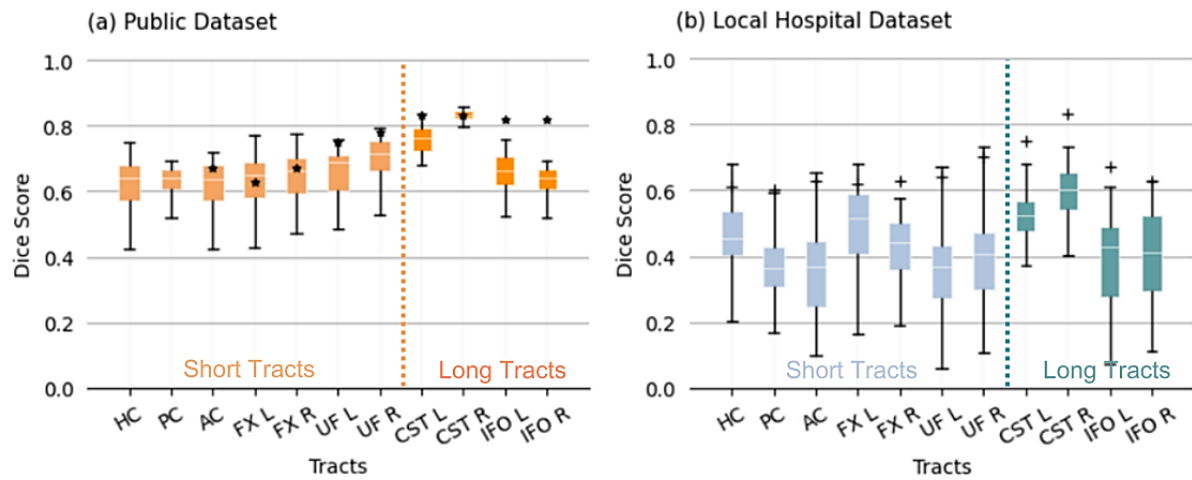 (a) Public Dataset
Dice Score
1.0
0.8
0.6
0.4
0.2
0.0
Short Tracts
Long Tracts
HC
PC
AC
FX L
FX R
UF L
UF R
CST L
CST R
IFO L
IFO R
Tracts
(b) Local Hospital Dataset
Dice Score
1.0
0.8
0.6
0.4
0.2
0.0
Short Tracts
Long Tracts
HC
PC
AC
FX L
FX R
UF L
UF R
CST L
CST R
IFO L
IFO R
Tracts